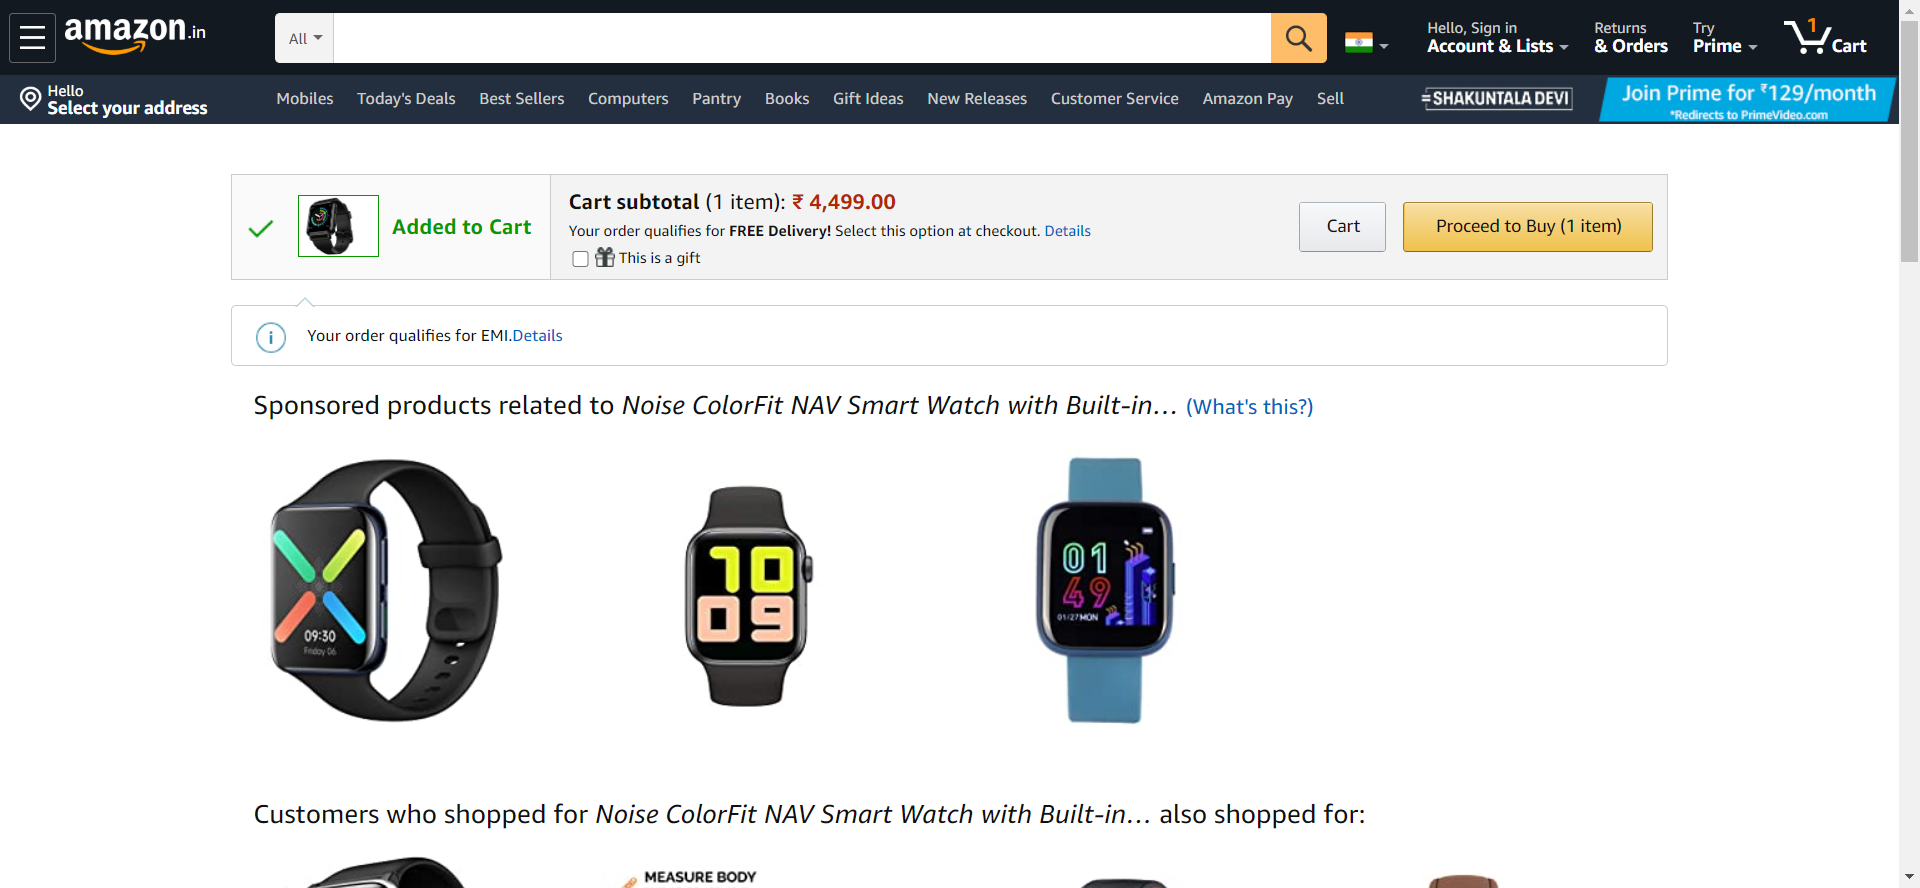 amazon.in
All
Hello, Sign in
Account & Lists
Returns
& Orders
Try
Prime
1
Cart
Hello
Select your address
Mobiles
Today's Deals
Best Sellers
Computers
Pantry
Books
Gift Ideas
New Releases
Customer Service
Amazon Pay
Sell
SHAKUNTALA DEVI
Join Prime for ₹129/month
*Redirects to PrimeVideo.com
Added to Cart
Cart subtotal (1 item): ₹ 4,499.00
Your order qualifies for FREE Delivery! Select this option at checkout. Details
This is a gift
Cart
Proceed to Buy (1 item)
i
Your order qualifies for EMI.Details
Sponsored products related to Noise ColorFit NAV Smart Watch with Built-in… (What's this?)
09:30
Friday 06
10
09
01
49
01/27 MON
Customers who shopped for Noise ColorFit NAV Smart Watch with Built-in… also shopped for:
MEASURE BODY